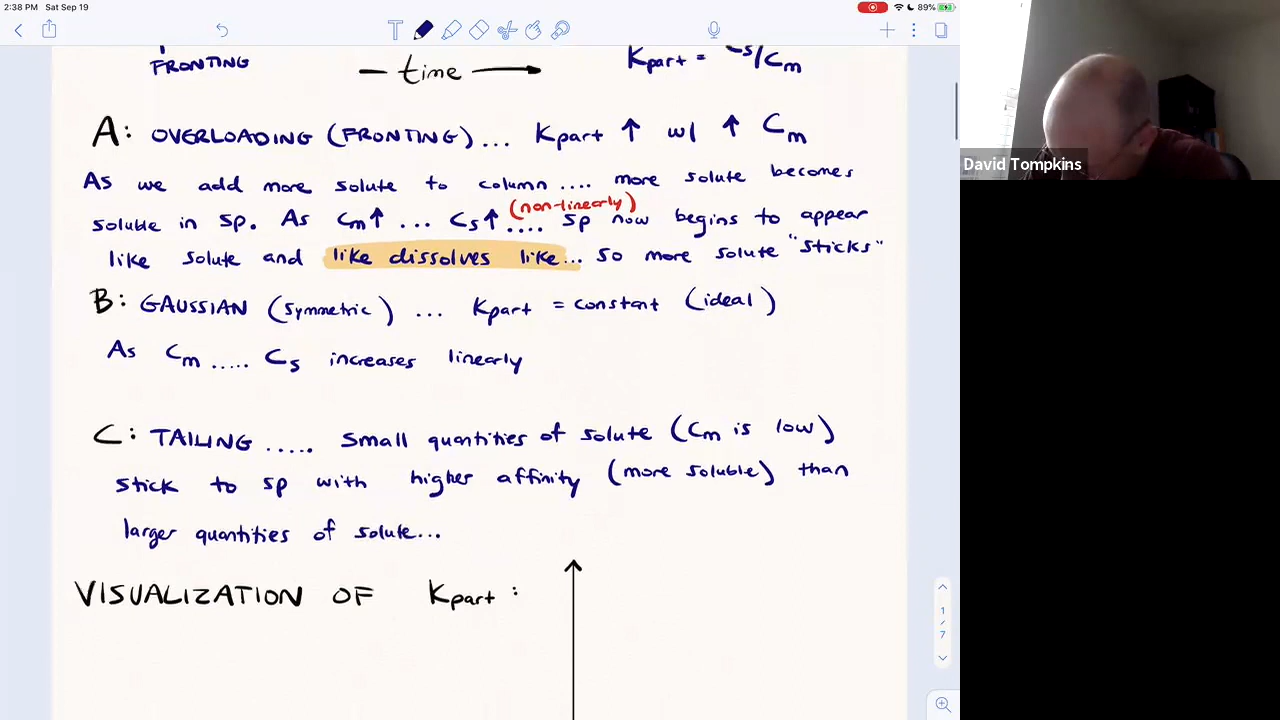 2:38 PM Sat Sep 19
89%
FRONTING
time
Kpart = Cs/Cm
A: OVERLOADING (FRONTING)... Kpart ↑ w/ ↑ Cm
As we add more solute to column .... more solute becomes
(non-linearly)
soluble in sp. As Cm↑ ... Cs↑ .... sp now begins to appear
like solute and like dissolves like... so more solute "sticks"
B: GAUSSIAN (symmetric) ... Kpart = constant (ideal)
As Cm ..... Cs increases linearly
C: TAILING ..... Small quantities of solute (Cm is low)
stick to sp with higher affinity (more soluble) than
larger quantities of solute...
VISUALIZATION OF Kpart :
1
/
7
David Tompkins